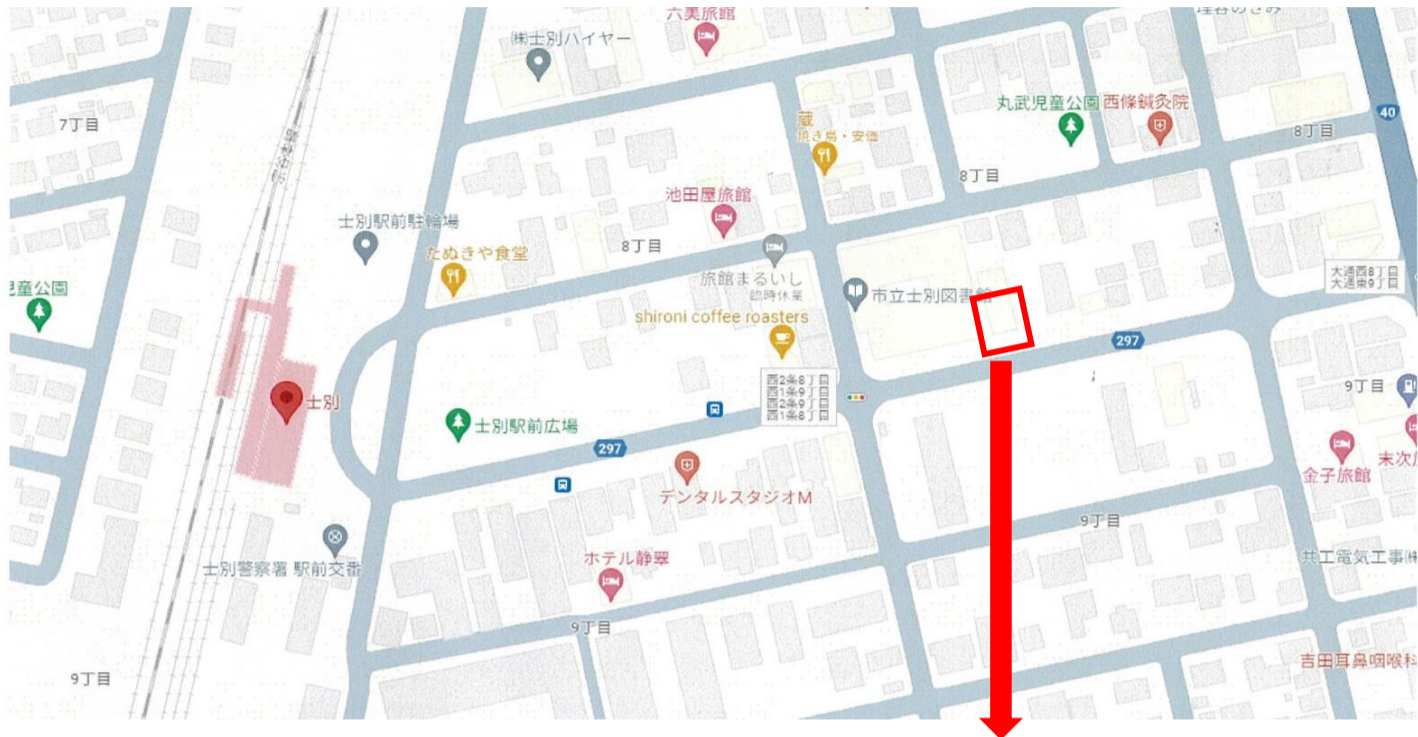 六美旅館
㈱士別ハイヤー
7丁目
宗谷本線
蔵
焼き鳥・安価
丸武児童公園
西條鍼灸院
40
8丁目
8丁目
池田屋旅館
士別駅前駐輪場
たぬきや食堂
8丁目
旅館まるいし
臨時休業
市立士別図書館
大通西8丁目
大通東9丁目
児童公園
shironi coffee roasters
297
西2条8丁目
西1条9丁目
西2条9丁目
西1条8丁目
9丁目
士別
士別駅前広場
297
デンタルスタジオM
金子旅館
末次
9丁目
士別警察署 駅前交番
ホテル静翠
共工電気工事㈱
9丁目
9丁目
吉田耳鼻咽喉科